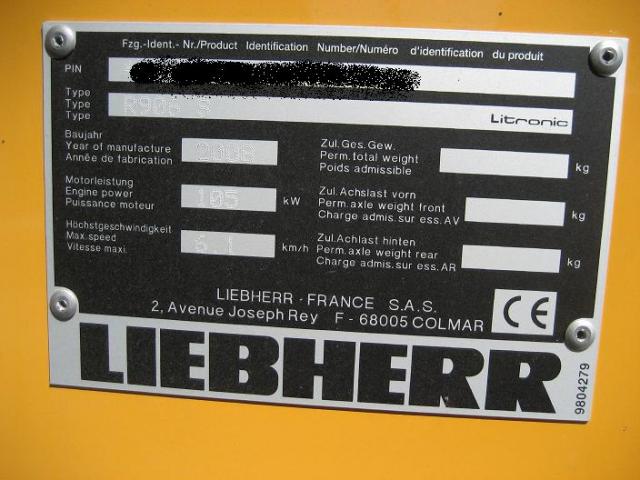 Fzg.-Ident.- Nr./Product Identification Number/Numéro d'identification du produit
PIN
Type
Type
Type
R906 S
Litronic
Baujahr
Year of manufacture
Année de fabrication
2008
Zul. Ges. Gew.
Perm. total weight
Poids admissible
kg
Motorleistung
Engine power
Puissance moteur
105
kW
Zul. Achslast vorn
Perm. axle weight front
Charge admis. sur ess. AV
kg
Höchstgeschwindigkeit
Max. speed
Vitesse maxi.
5.1
km/h
Zul. Achlast hinten
Perm. axle weight rear
Charge admis. sur ess. AR
kg
LIEBHERR - FRANCE S.A.S.
2, Avenue Joseph Rey F - 68005 COLMAR
CE
LIEBHERR
9804279